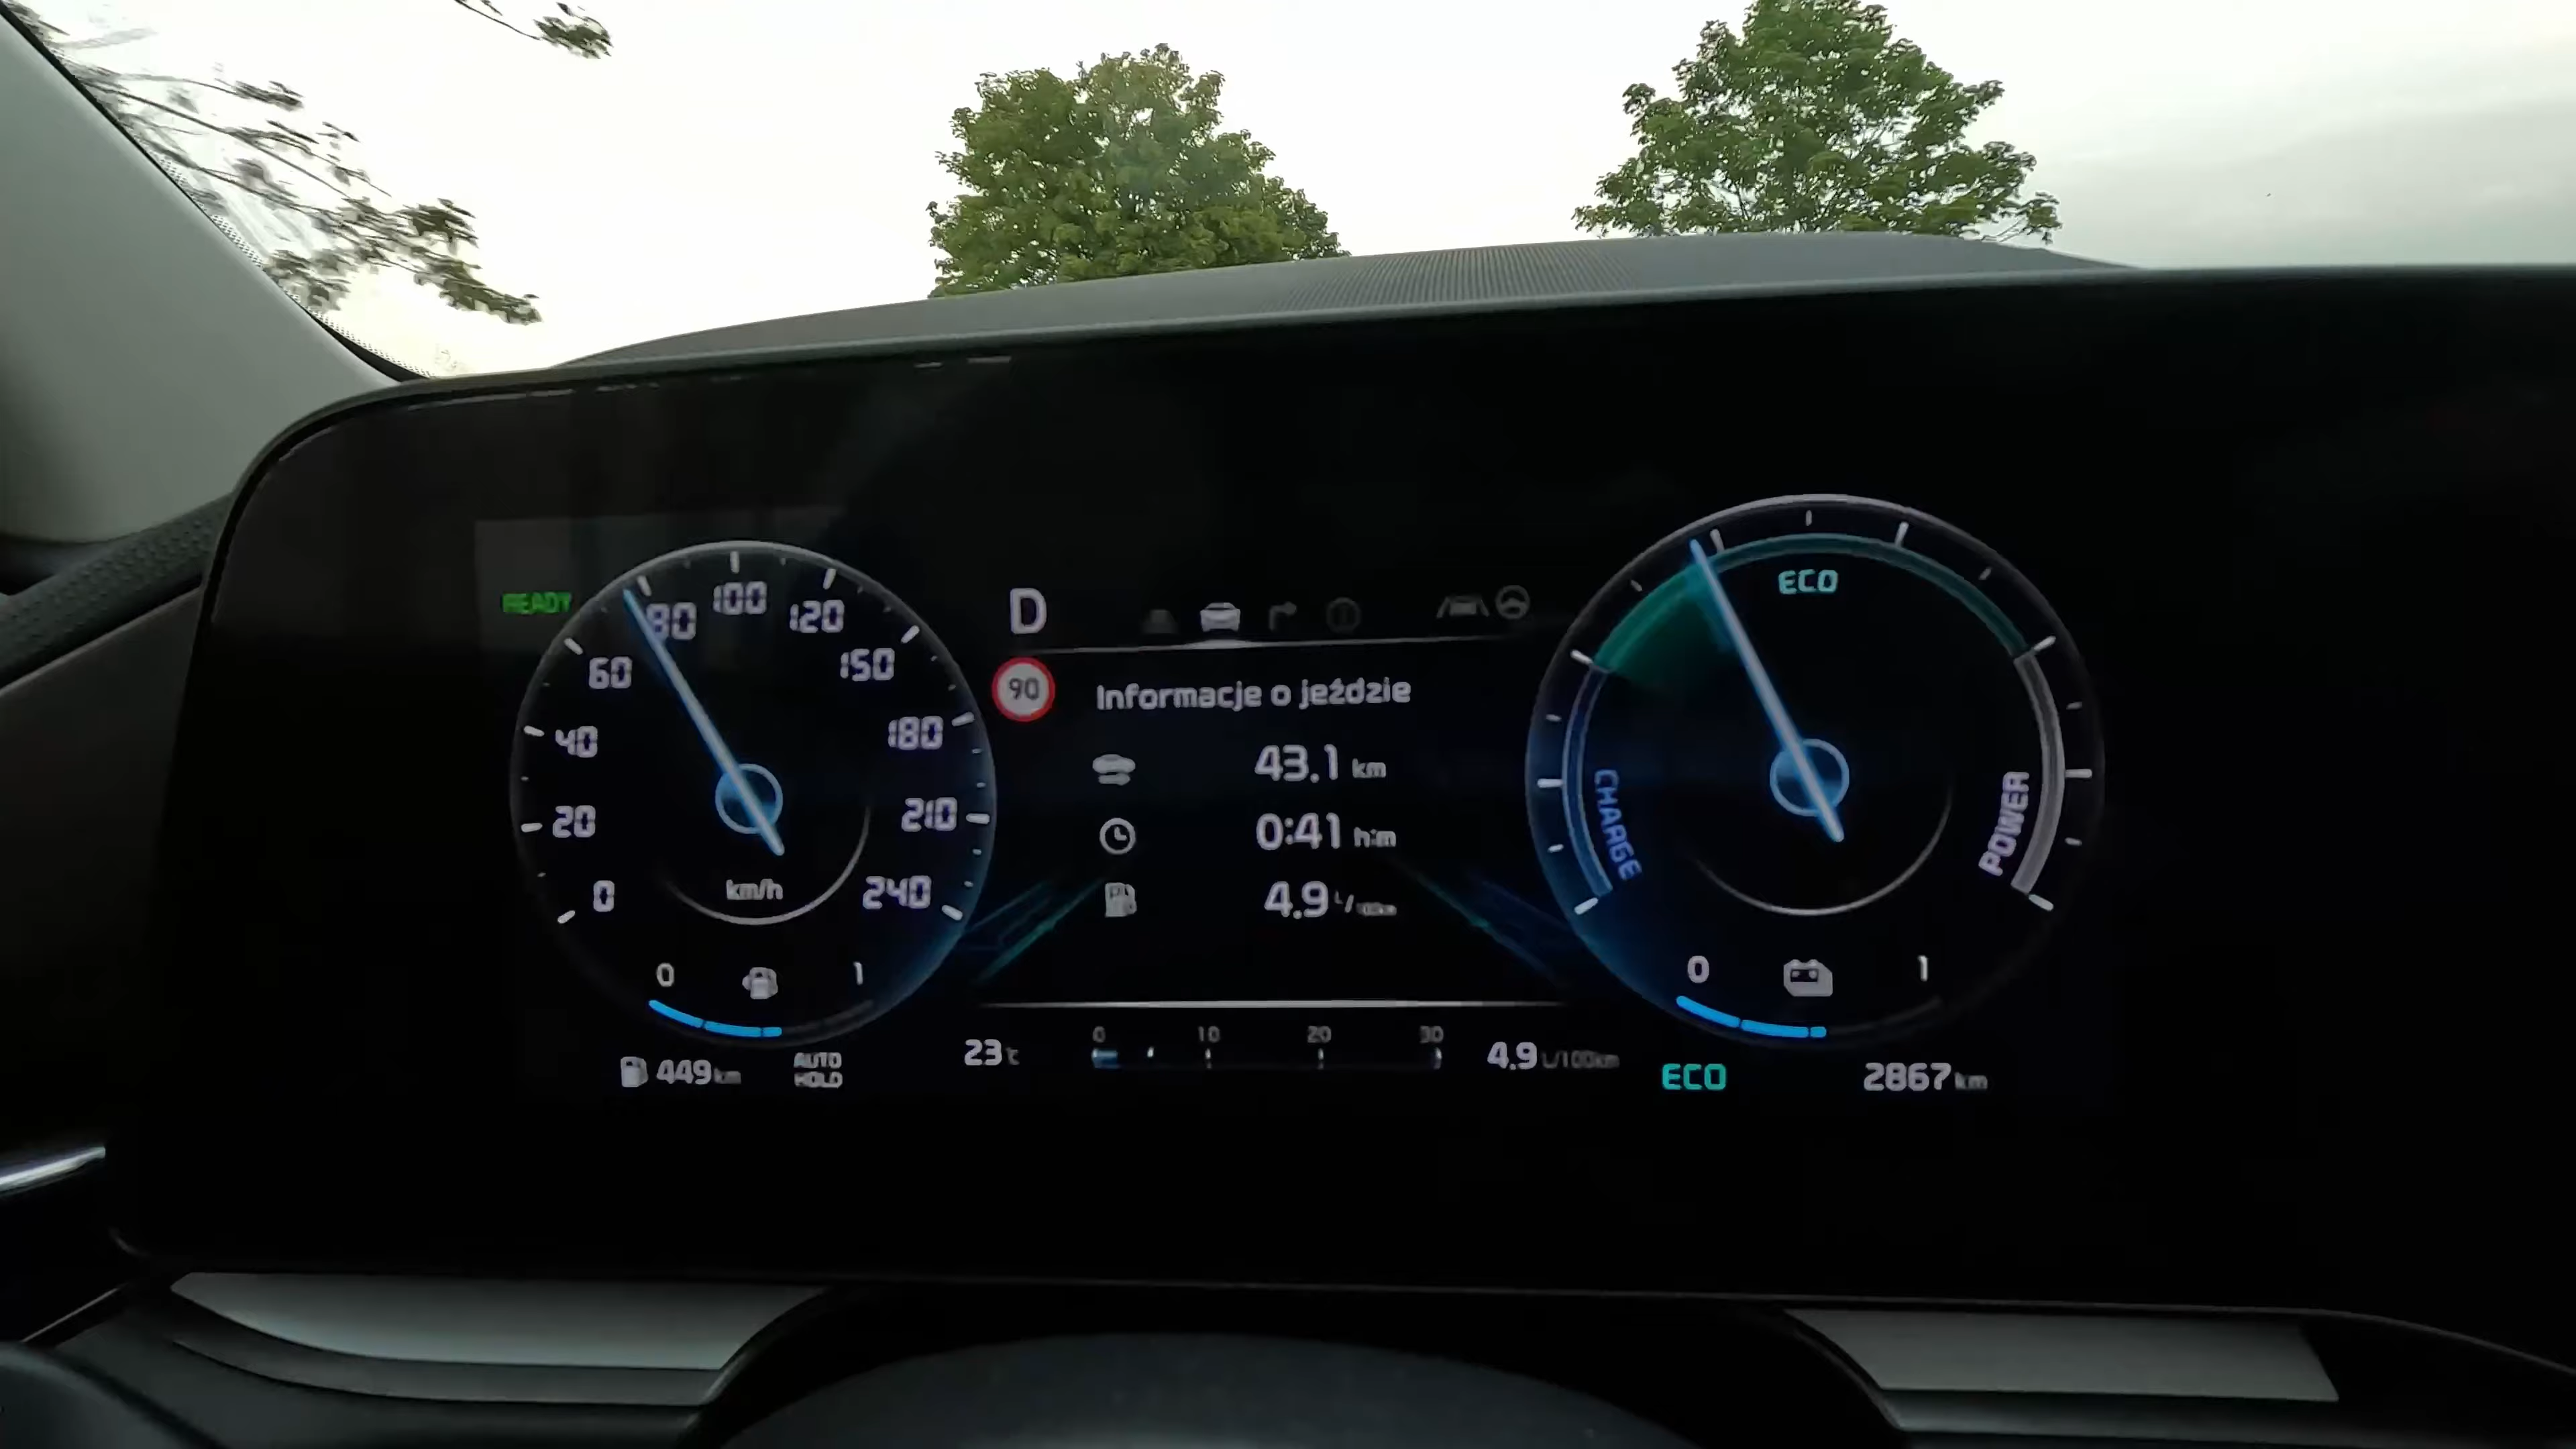 READY
0
20
40
60
80
100
120
150
180
210
240
km/h
0 1
449 km
AUTO
HOLD
D
90
Informacje o jeździe
43.1 km
0:41 h:m
4.9 L/100km
23 °C
0 10 20 30
4.9 L/100km
ECO
CHARGE
POWER
0 1
ECO
2867 km